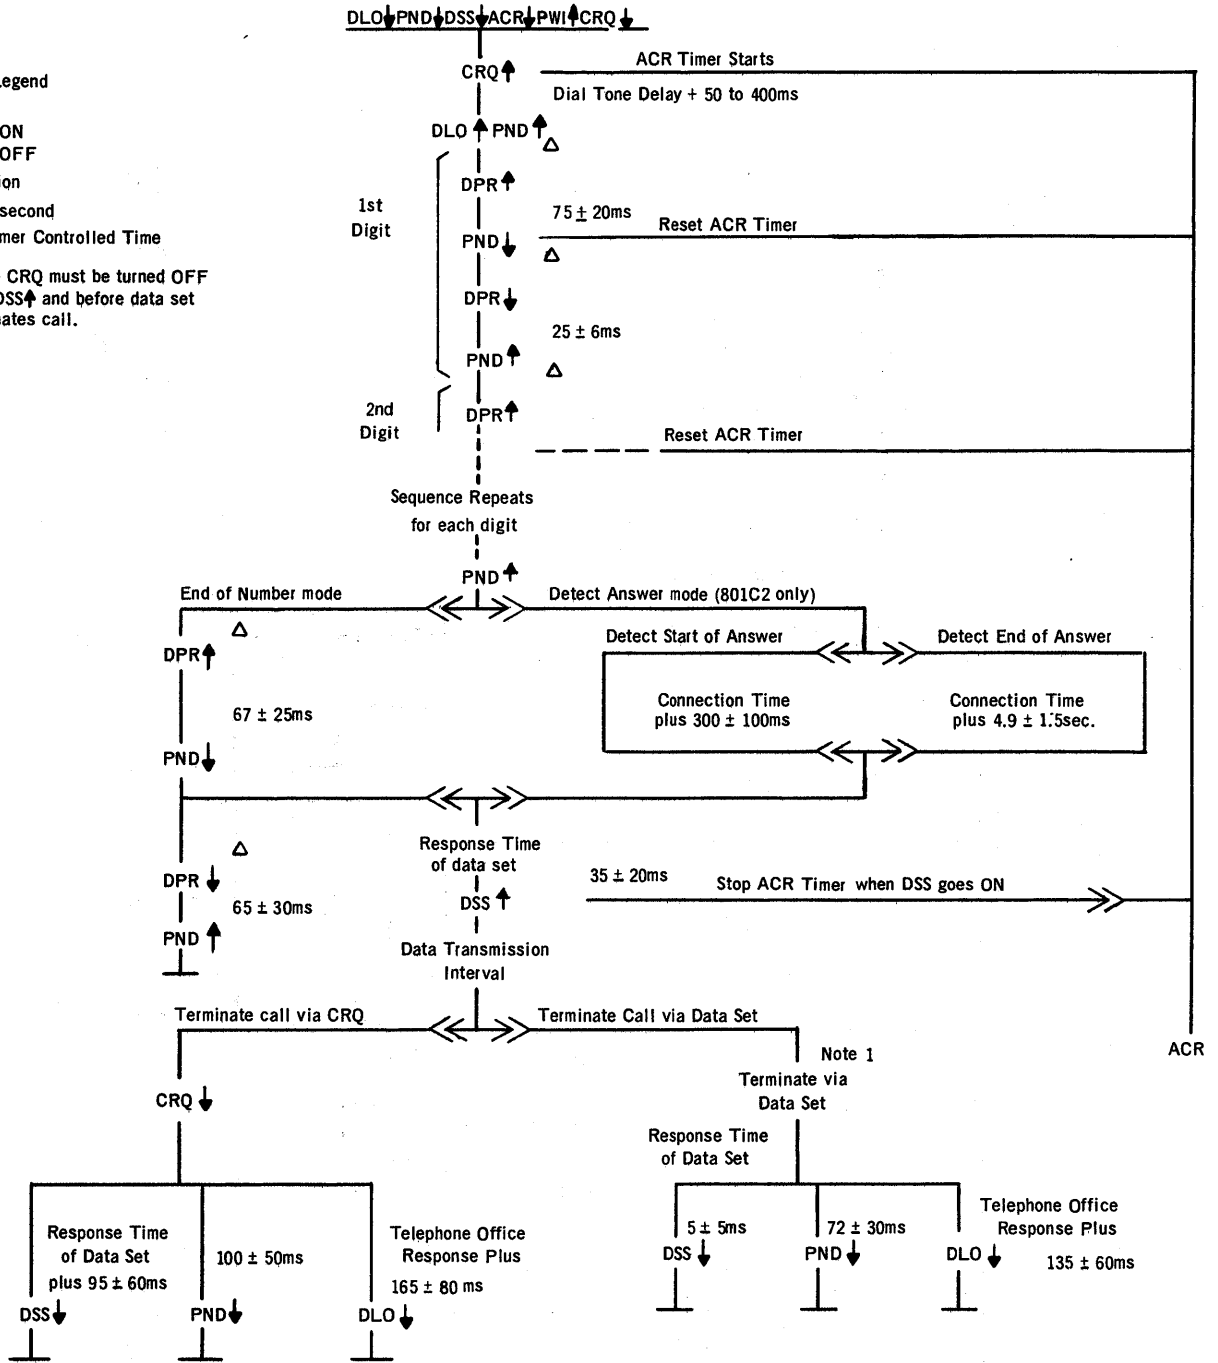 DLO↓PND↓DSS↓ACR↓PWI↑CRQ↓
Legend
ON
OFF
second
Controlled Time
CRQ must be turned OFF
DSS↑ and before data set
call.
CRQ↑
ACR Timer Starts
Dial Tone Delay + 50 to 400ms
DLO↑PND↑
△
1st
Digit
DPR↑
75 ± 20ms
PND↓
△
Reset ACR Timer
DPR↓
25 ± 6ms
PND↑
△
2nd
Digit
DPR↑
Reset ACR Timer
Sequence Repeats
for each digit
PND↑
End of Number mode
Detect Answer mode (801C2 only)
△
DPR↑
67 ± 25ms
PND↓
Detect Start of Answer
Detect End of Answer
Connection Time
plus 300 ± 100ms
Connection Time
plus 4.9 ± 1.5sec.
△
DPR↓
65 ± 30ms
PND↑
Response Time
of data set
DSS↑
35 ± 20ms
Stop ACR Timer when DSS goes ON
Data Transmission
Interval
Terminate call via CRQ
Terminate Call via Data Set
ACR
CRQ↓
Note 1
Terminate via
Data Set
Response Time
of Data Set
Response Time
of Data Set
plus 95 ± 60ms
DSS↓
100 ± 50ms
PND↓
Telephone Office
Response Plus
165 ± 80 ms
DLO↓
5 ± 5ms
DSS↓
72 ± 30ms
PND↓
Telephone Office
Response Plus
135 ± 60ms
DLO↓